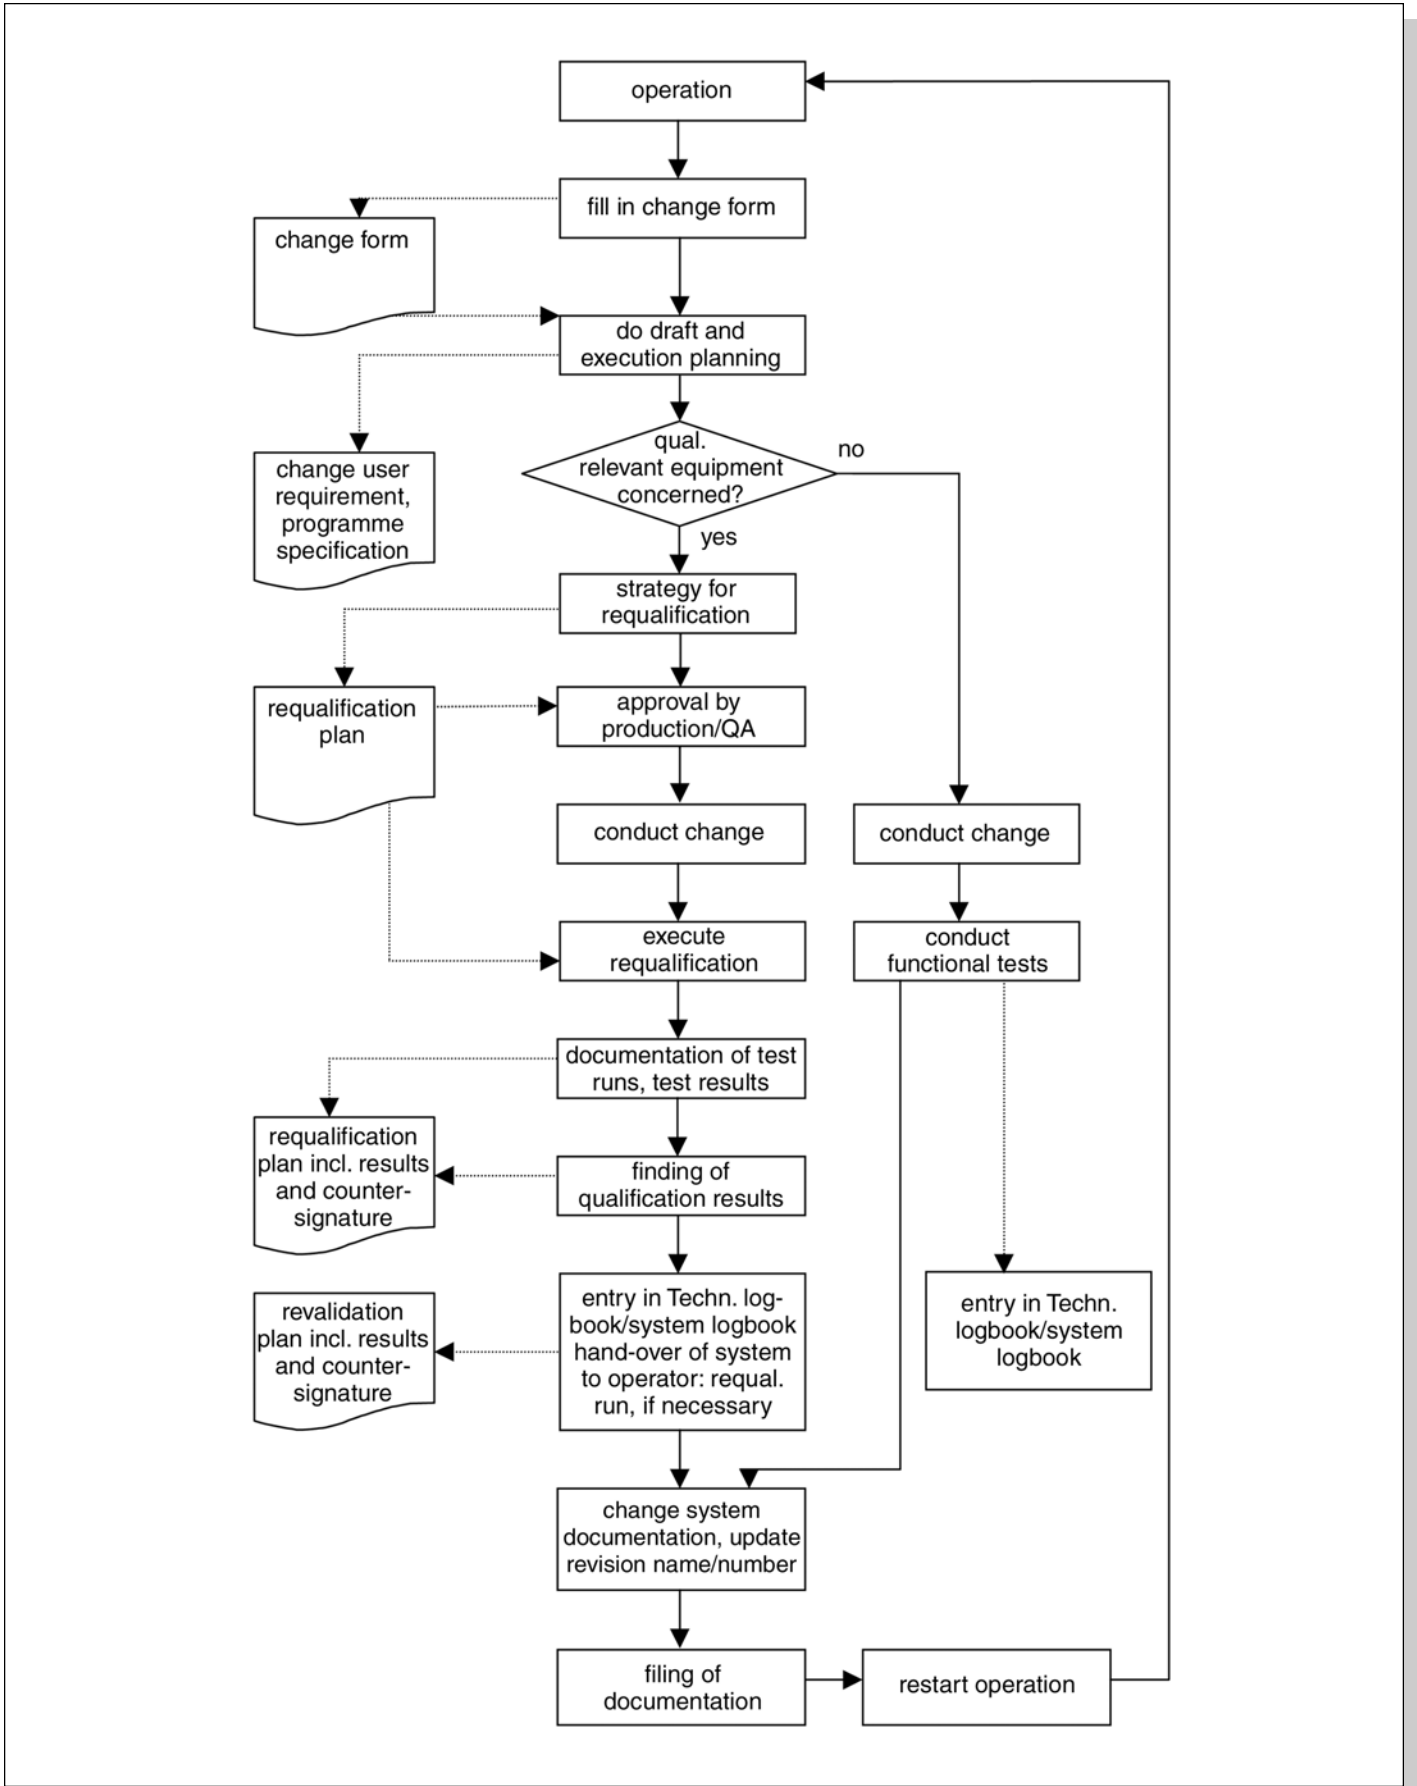 operation
fill in change form
change form
do draft and
execution planning
qual.
relevant equipment
concerned?
no
yes
change user
requirement,
programme
specification
strategy for
requalification
requalification
plan
approval by
production/QA
conduct change
conduct change
execute
requalification
conduct
functional tests
documentation of test
runs, test results
requalification
plan incl. results
and counter-
signature
finding of
qualification results
entry in Techn. log-
book/system logbook
hand-over of system
to operator: requal.
run, if necessary
entry in Techn.
logbook/system
logbook
revalidation
plan incl. results
and counter-
signature
change system
documentation, update
revision name/number
filing of
documentation
restart operation